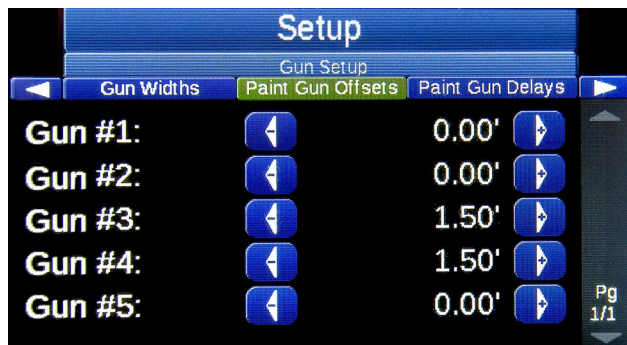 Setup
Gun Setup
Gun Widths Paint Gun Offsets Paint Gun Delays
Gun #1: - 0.00' +
Gun #2: - 0.00' +
Gun #3: - 1.50' +
Gun #4: - 1.50' +
Gun #5: - 0.00' +
Pg
1/1